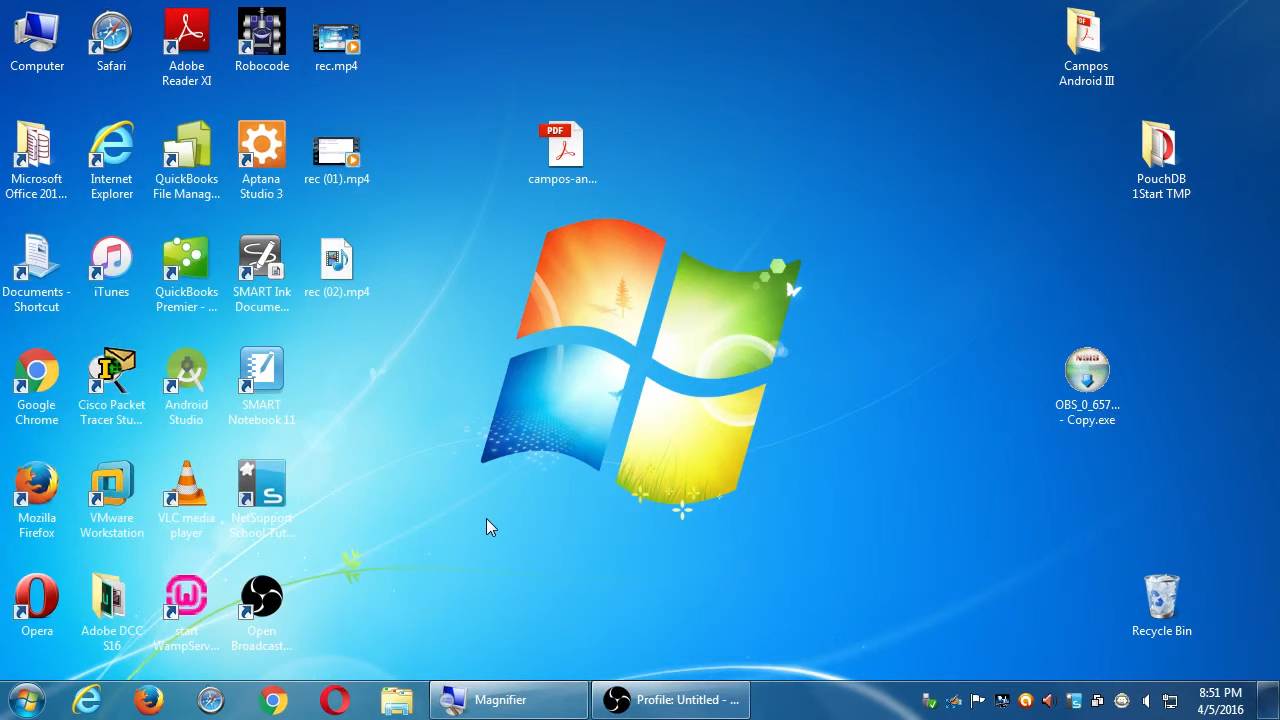 Computer
Safari
Adobe
Reader XI
Robocode
rec.mp4
Campos
Android III
Microsoft
Office 201...
Internet
Explorer
QuickBooks
File Manag...
Aptana
Studio 3
rec (01).mp4
PDF
campos-an...
PouchDB
1Start TMP
Documents -
Shortcut
iTunes
QuickBooks
Premier - ...
SMART Ink
Docume...
rec (02).mp4
Google
Chrome
Cisco Packet
Tracer Stu...
Android
Studio
SMART
Notebook 11
NSIS
OBS_0_657...
- Copy.exe
Mozilla
Firefox
VMware
Workstation
VLC media
player
NetSupport
School Tut...
Opera
Adobe DCC
S16
start
WampServ...
Open
Broadcast...
Recycle Bin
Magnifier
Profile: Untitled - ...
8:51 PM
4/5/2016